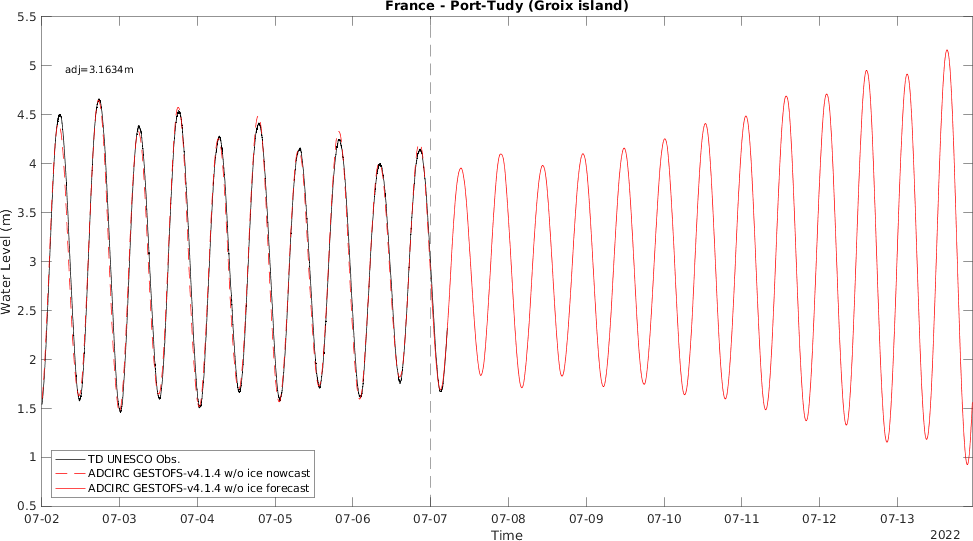 France - Port-Tudy (Groix island)
adj=3.1634m
Water Level (m)
5.5
5
4.5
4
3.5
3
2.5
2
1.5
1
0.5
TD UNESCO Obs.
ADCIRC GESTOFS-v4.1.4 w/o ice nowcast
ADCIRC GESTOFS-v4.1.4 w/o ice forecast
07-02 07-03 07-04 07-05 07-06 07-07 07-08 07-09 07-10 07-11 07-12 07-13
Time
2022